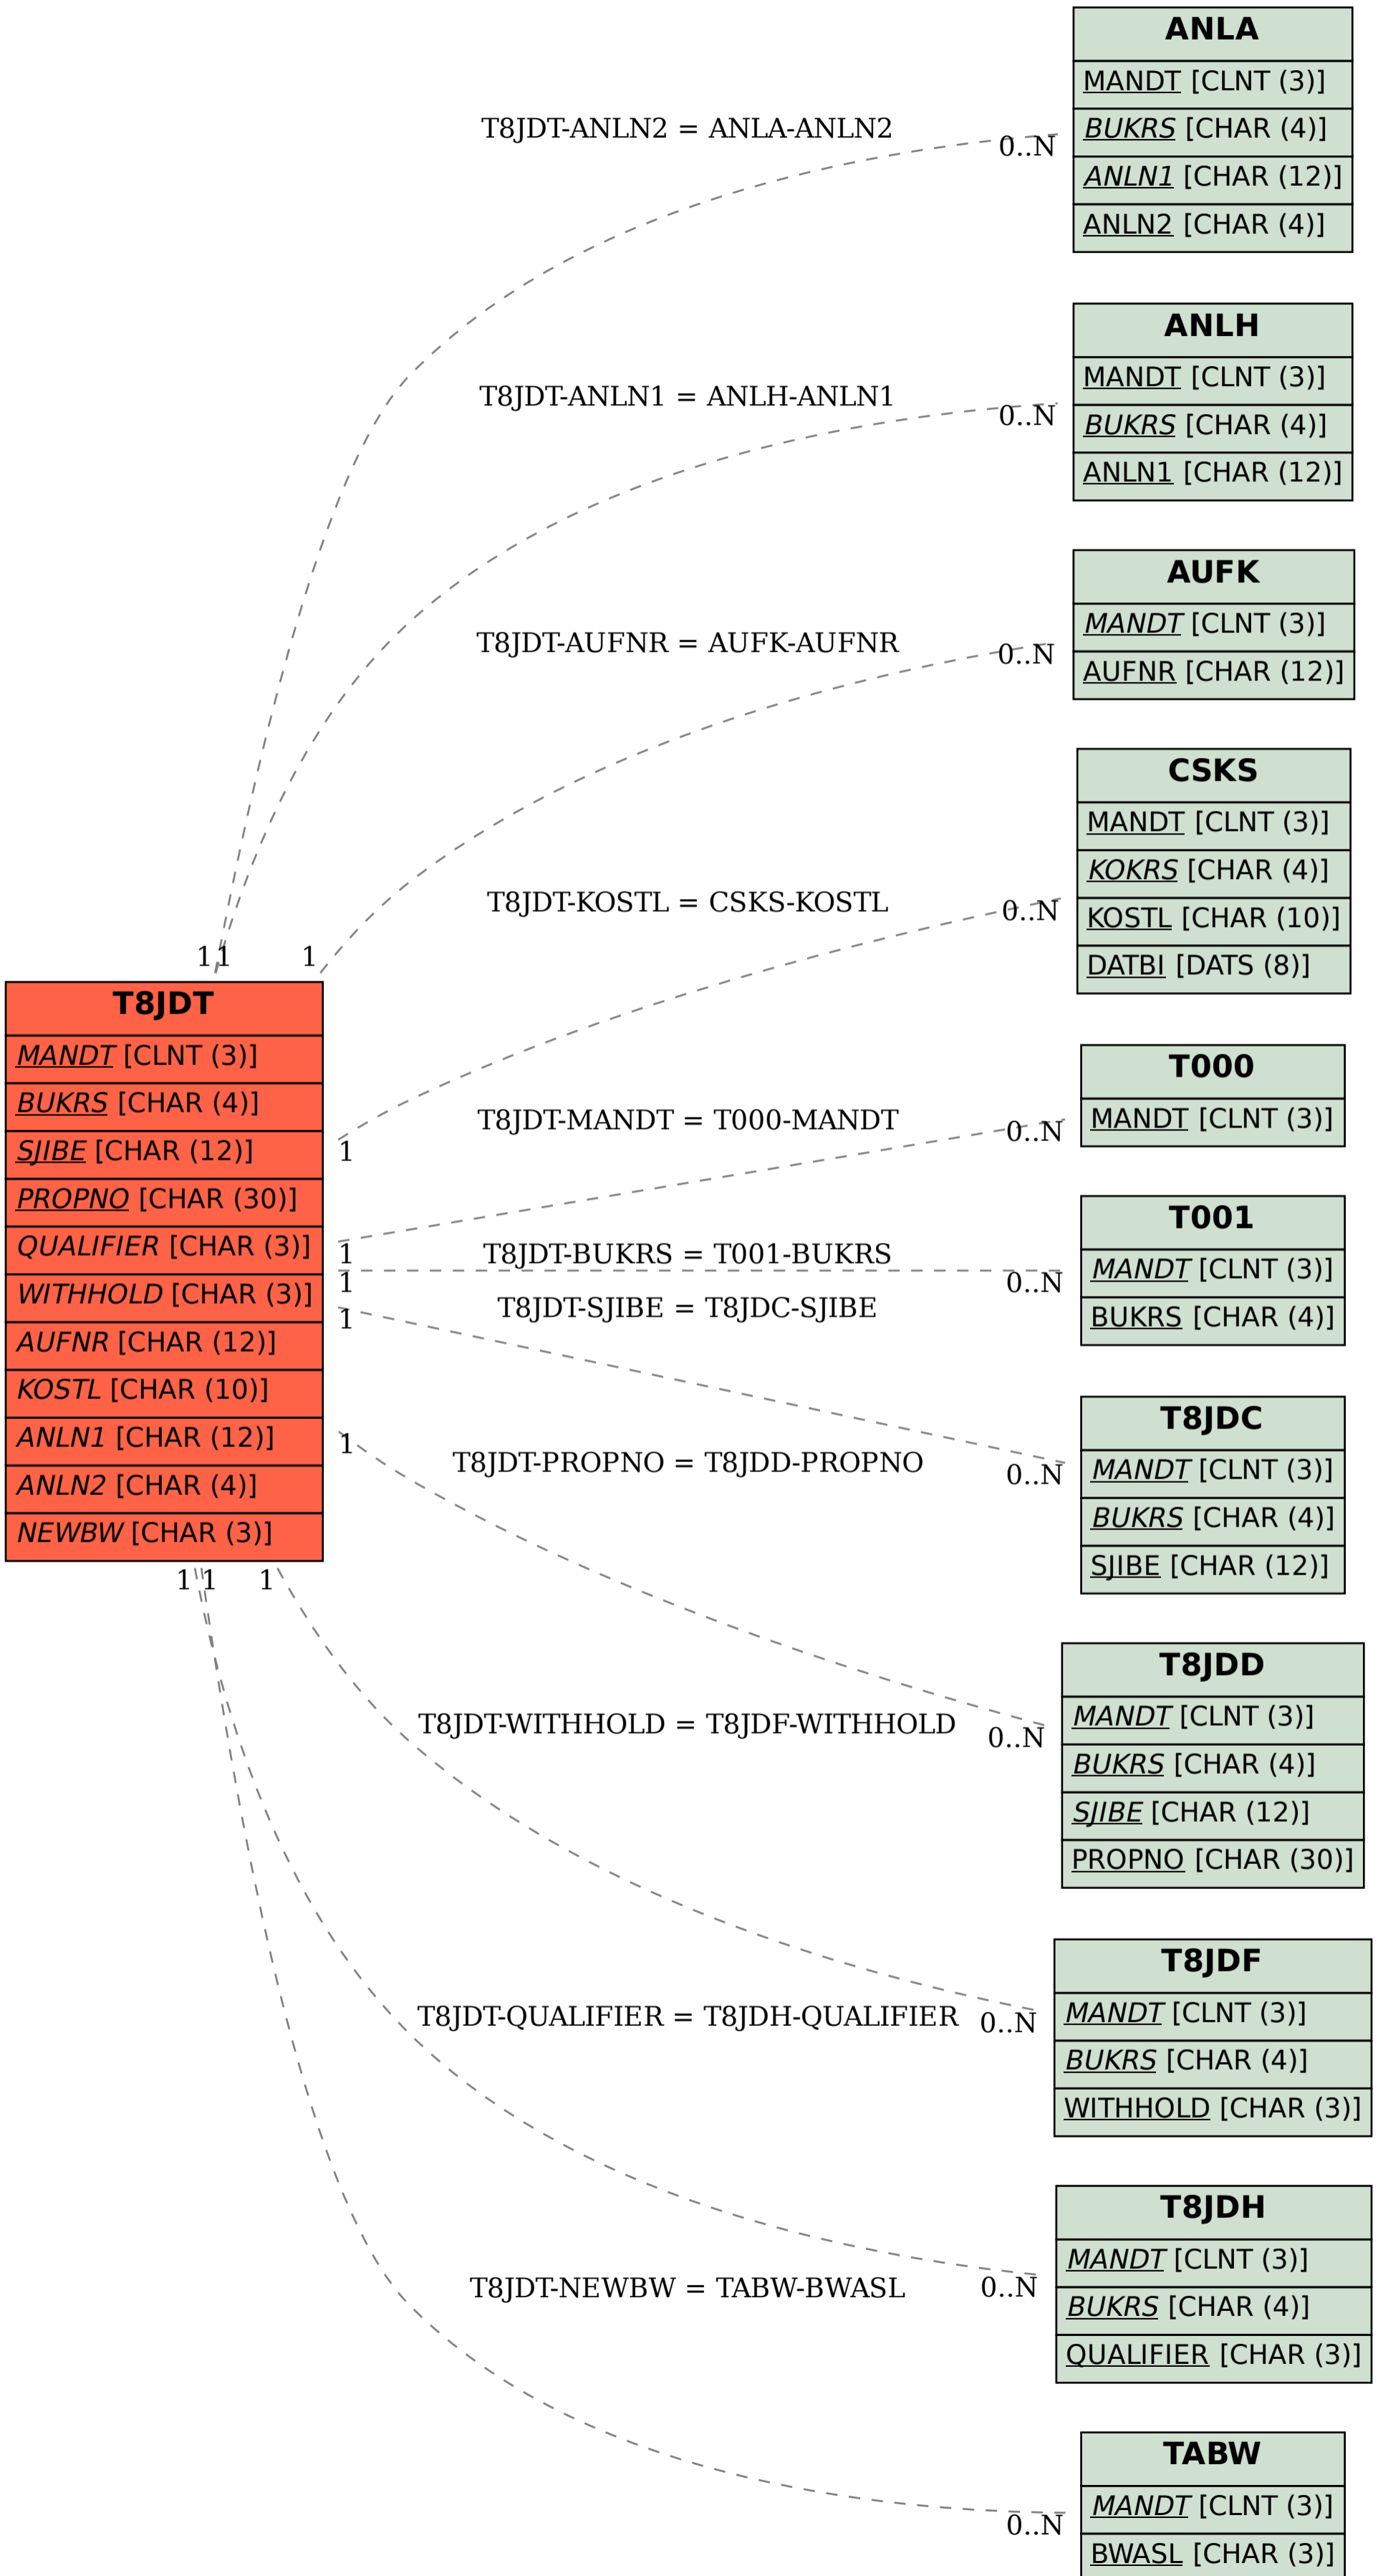 ANLA
MANDT [CLNT (3)]
BUKRS [CHAR (4)]
ANLN1 [CHAR (12)]
ANLN2 [CHAR (4)]
T8JDT-ANLN2 = ANLA-ANLN2
0..N
ANLH
MANDT [CLNT (3)]
BUKRS [CHAR (4)]
ANLN1 [CHAR (12)]
T8JDT-ANLN1 = ANLH-ANLN1
0..N
AUFK
MANDT [CLNT (3)]
AUFNR [CHAR (12)]
T8JDT-AUFNR = AUFK-AUFNR
0..N
CSKS
MANDT [CLNT (3)]
KOKRS [CHAR (4)]
KOSTL [CHAR (10)]
DATBI [DATS (8)]
T8JDT-KOSTL = CSKS-KOSTL
0..N
1
1
1
T8JDT
MANDT [CLNT (3)]
BUKRS [CHAR (4)]
SJIBE [CHAR (12)]
PROPNO [CHAR (30)]
QUALIFIER [CHAR (3)]
WITHHOLD [CHAR (3)]
AUFNR [CHAR (12)]
KOSTL [CHAR (10)]
ANLN1 [CHAR (12)]
ANLN2 [CHAR (4)]
NEWBW [CHAR (3)]
1
1
1
1
1
1
1
1
T8JDT-MANDT = T000-MANDT
0..N
T000
MANDT [CLNT (3)]
T8JDT-BUKRS = T001-BUKRS
0..N
T001
MANDT [CLNT (3)]
BUKRS [CHAR (4)]
T8JDT-SJIBE = T8JDC-SJIBE
0..N
T8JDC
MANDT [CLNT (3)]
BUKRS [CHAR (4)]
SJIBE [CHAR (12)]
T8JDT-PROPNO = T8JDD-PROPNO
0..N
T8JDD
MANDT [CLNT (3)]
BUKRS [CHAR (4)]
SJIBE [CHAR (12)]
PROPNO [CHAR (30)]
T8JDT-WITHHOLD = T8JDF-WITHHOLD
0..N
T8JDF
MANDT [CLNT (3)]
BUKRS [CHAR (4)]
WITHHOLD [CHAR (3)]
T8JDT-QUALIFIER = T8JDH-QUALIFIER
0..N
T8JDH
MANDT [CLNT (3)]
BUKRS [CHAR (4)]
QUALIFIER [CHAR (3)]
T8JDT-NEWBW = TABW-BWASL
0..N
TABW
MANDT [CLNT (3)]
BWASL [CHAR (3)]